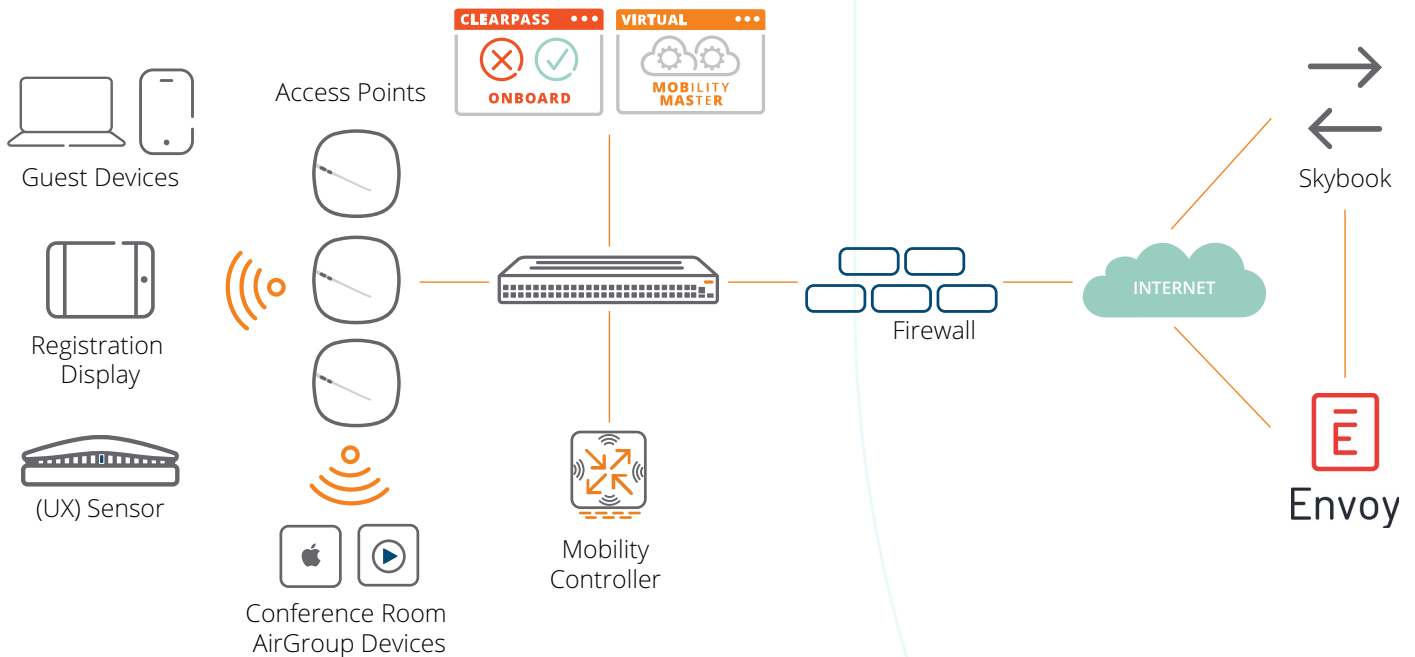 CLEARPASS
ONBOARD
VIRTUAL
MOBILITY
MASTER
Guest Devices
Access Points
Registration
Display
(UX) Sensor
Conference Room
AirGroup Devices
Mobility
Controller
Firewall
INTERNET
Skybook
Envoy